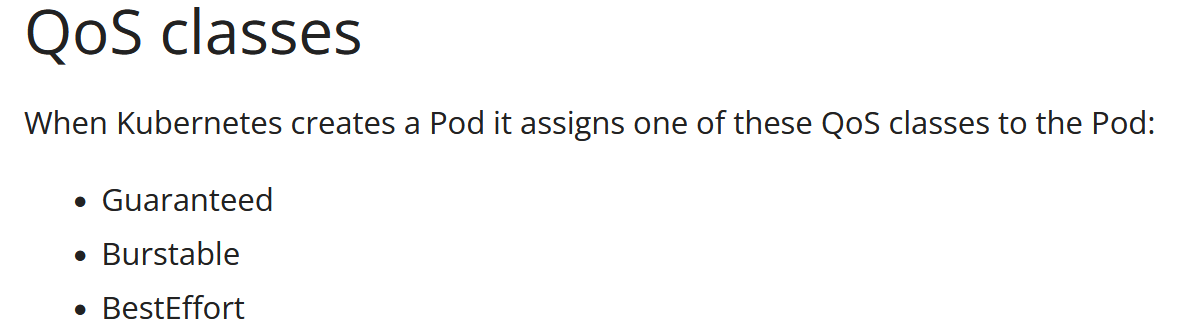 QoS classes
When Kubernetes creates a Pod it assigns one of these QoS classes to the Pod:
• Guaranteed
• Burstable
• BestEffort